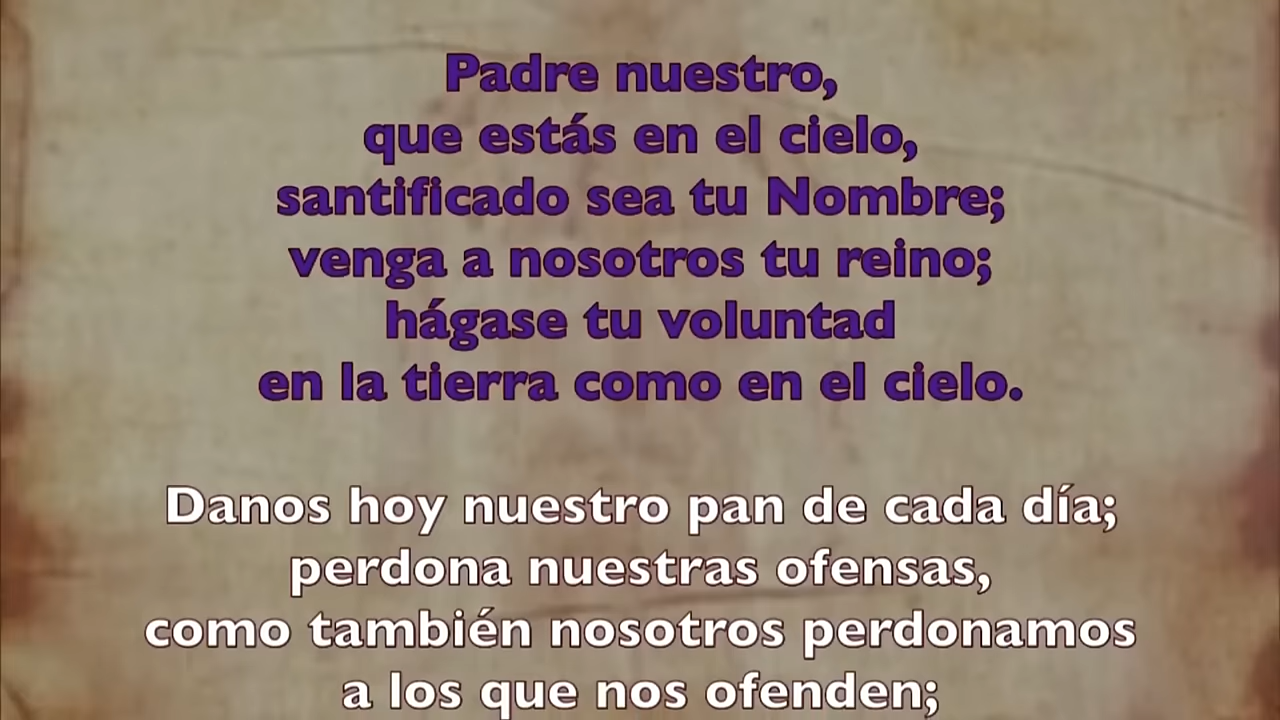 Padre nuestro,
que estás en el cielo,
santificado sea tu Nombre;
venga a nosotros tu reino;
hágase tu voluntad
en la tierra como en el cielo.
Danos hoy nuestro pan de cada día;
perdona nuestras ofensas,
como también nosotros perdonamos
a los que nos ofenden;